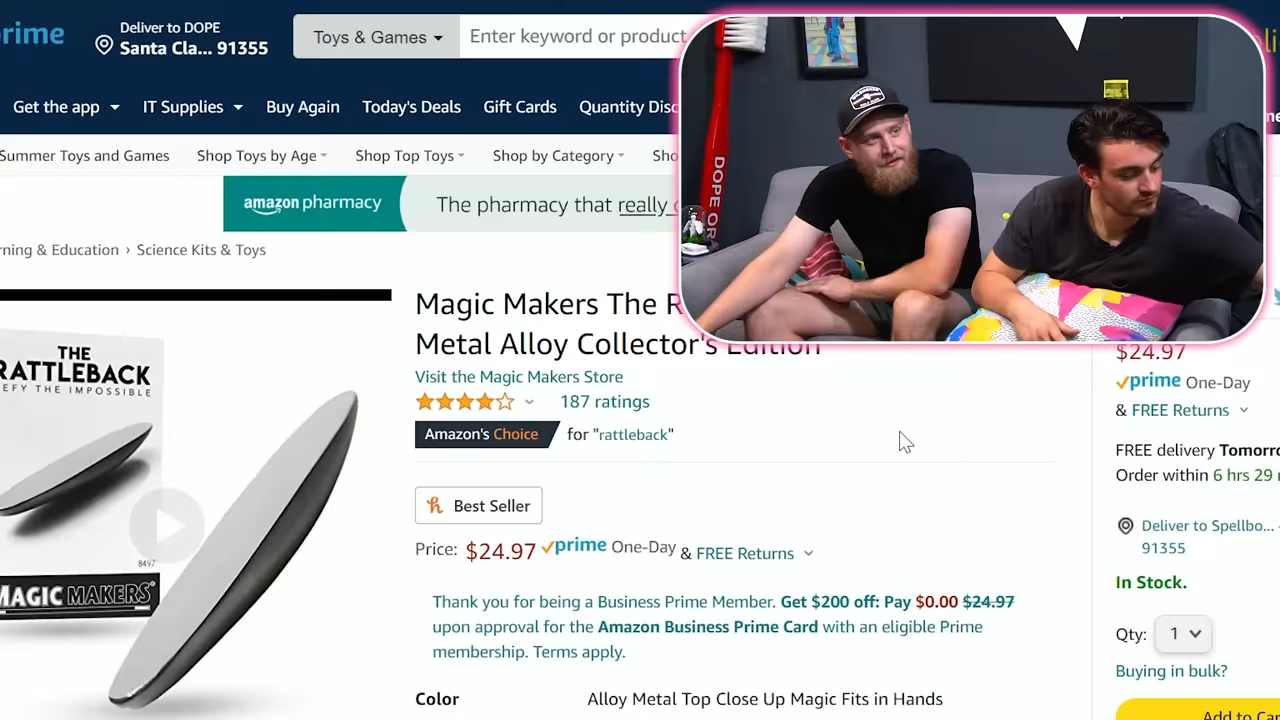 prime
Deliver to DOPE
Santa Cla... 91355
Toys & Games
Enter keyword or product
Get the app
IT Supplies
Buy Again
Today's Deals
Gift Cards
Quantity Disc
Summer Toys and Games
Shop Toys by Age
Shop Top Toys
Shop by Category
Sho
amazon pharmacy
The pharmacy that really
rning & Education › Science Kits & Toys
DOPE OR
THE
RATTLEBACK
EFY THE IMPOSSIBLE
8497
MAGIC MAKERS®
Magic Makers The R
Metal Alloy Collector's Edition
Visit the Magic Makers Store
187 ratings
Amazon's Choice for "rattleback"
Best Seller
Price: $24.97 prime One-Day & FREE Returns
Thank you for being a Business Prime Member. Get $200 off: Pay $0.00 $24.97
upon approval for the Amazon Business Prime Card with an eligible Prime
membership. Terms apply.
Color Alloy Metal Top Close Up Magic Fits in Hands
$24.97
prime One-Day
& FREE Returns
FREE delivery Tomorro
Order within 6 hrs 29
Deliver to Spellbo...
91355
In Stock.
Qty: 1
Buying in bulk?
Add to Car